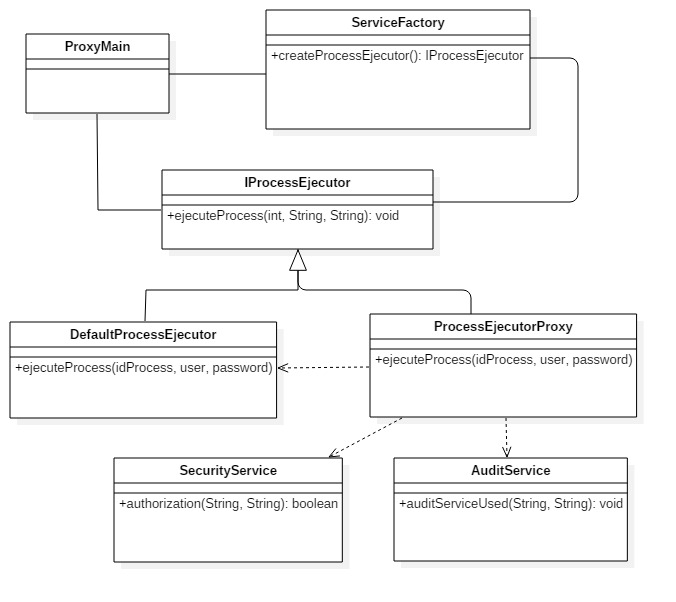 ProxyMain
ServiceFactory
+createProcessEjecutor(): IProcessEjecutor
IProcessEjecutor
+ejecuteProcess(int, String, String): void
DefaultProcessEjecutor
+ejecuteProcess(idProcess, user, password)
ProcessEjecutorProxy
+ejecuteProcess(idProcess, user, password)
SecurityService
+authorization(String, String): boolean
AuditService
+auditServiceUsed(String, String): void